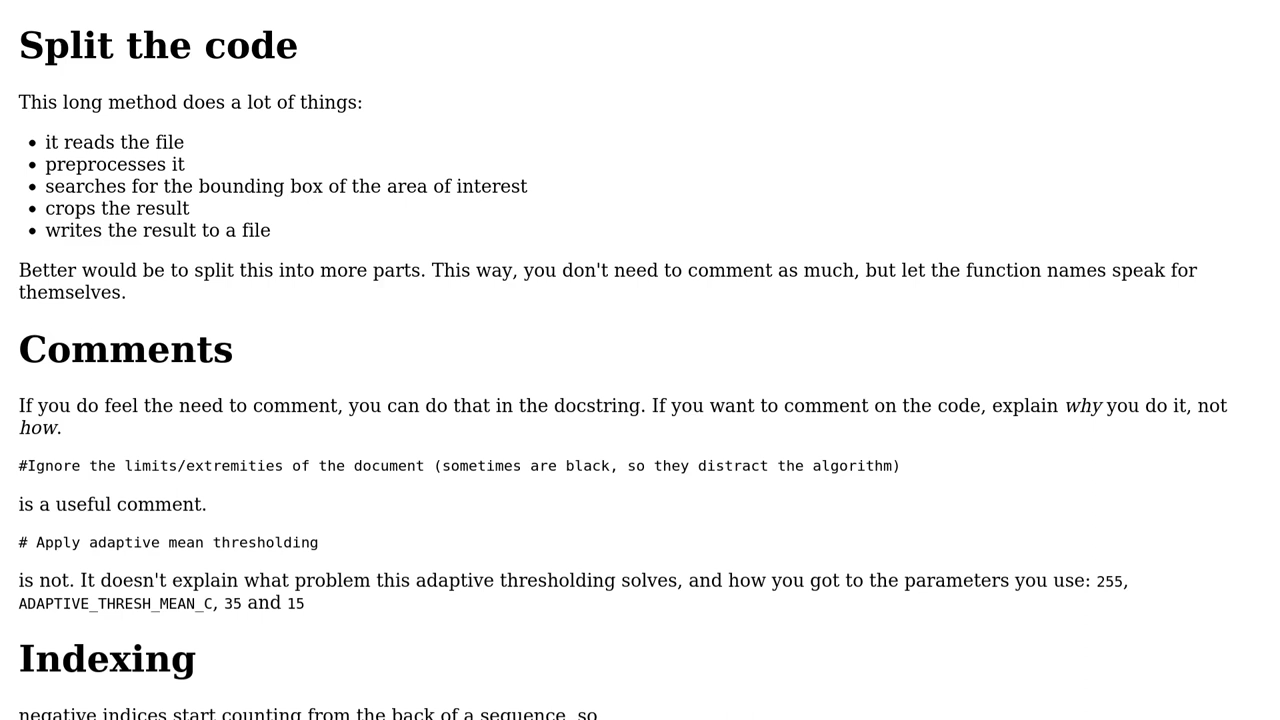 Split the code
This long method does a lot of things:
• it reads the file
• preprocesses it
• searches for the bounding box of the area of interest
• crops the result
• writes the result to a file
Better would be to split this into more parts. This way, you don't need to comment as much, but let the function names speak for
themselves.
Comments
If you do feel the need to comment, you can do that in the docstring. If you want to comment on the code, explain why you do it, not
how.
#Ignore the limits/extremities of the document (sometimes are black, so they distract the algorithm)
is a useful comment.
# Apply adaptive mean thresholding
is not. It doesn't explain what problem this adaptive thresholding solves, and how you got to the parameters you use: 255,
ADAPTIVE_THRESH_MEAN_C, 35 and 15
Indexing
negative indices start counting from the back of a sequence, so